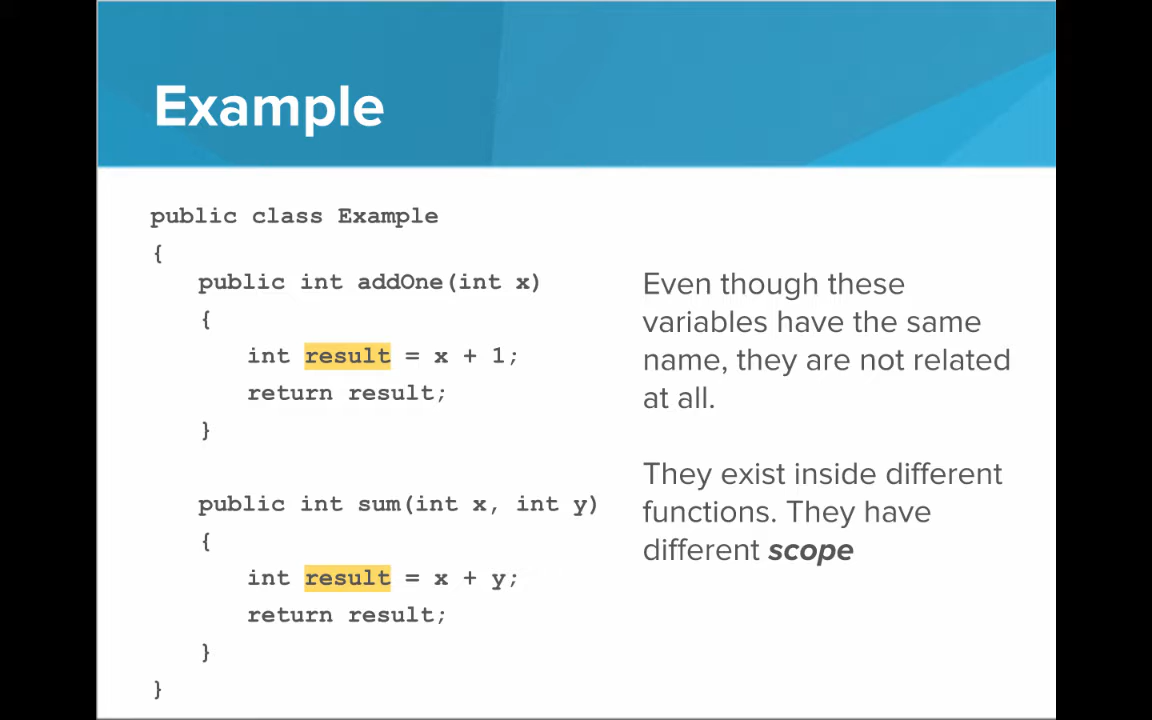 Example
public class Example
{
public int addOne(int x)
{
int result = x + 1;
return result;
}
public int sum(int x, int y)
{
int result = x + y;
return result;
}
}
Even though these
variables have the same
name, they are not related
at all.
They exist inside different
functions. They have
different scope